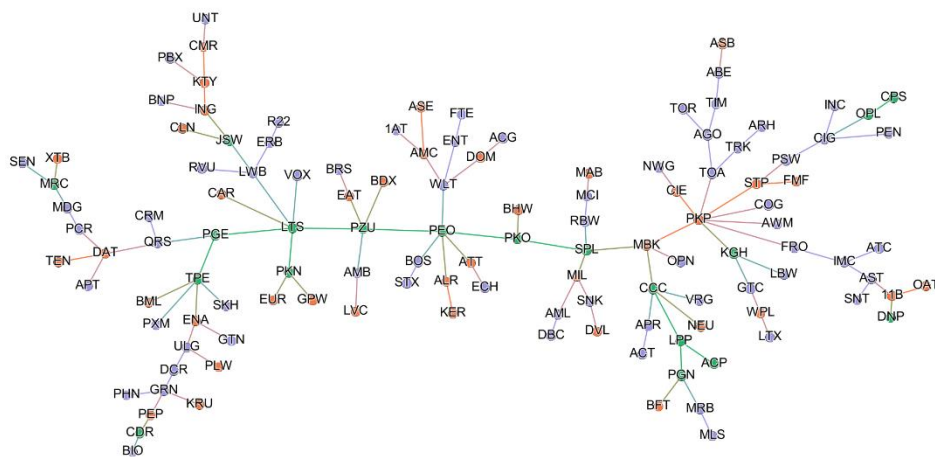 UNT
CMR
PBX
KTY
BNP
ING
CLN
JSW
R22
ERB
RVU
LWB
VOX
CAR
LTS
SEN
XTB
MRC
MDG
PCR
CRM
QRS
PGE
TEN
DAT
APT
TPE
BML
SKH
PXM
ENA
GTN
ULG
PLW
DCR
PHN
GRN
KRU
PEP
CDR
BIO
PKN
EUR
GPW
BRS
EAT
BDX
PZU
AMB
LVC
ASE
FTE
1AT
AMC
ENT
ACG
DOM
WLT
PEO
BOS
STX
ATT
ALR
ECH
KER
BHW
PKO
MAB
MCI
RBW
SPL
MIL
SNK
AML
DBC
DVL
MBK
OPN
CCC
VRG
APR
NEU
ACT
LPP
ACP
PGN
BFT
MRB
MLS
ASB
ABE
TIM
TOR
AGO
ARH
TRK
TOA
NWG
CIE
PKP
STP
FMF
PSW
INC
CIG
OPL
CPS
PEN
COG
AWM
KGH
LBW
GTC
WPL
LTX
FRO
IMC
ATC
AST
SNT
11B
OAT
DNP